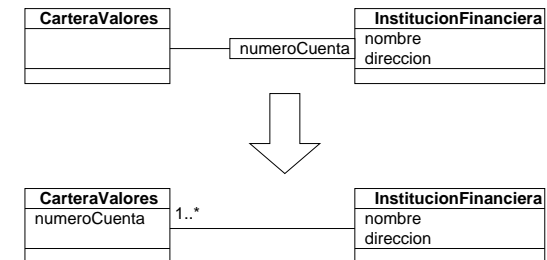 CarteraValores
InstitucionFinanciera
numeroCuenta
nombre
direccion
CarteraValores
InstitucionFinanciera
numeroCuenta
1..*
nombre
direccion